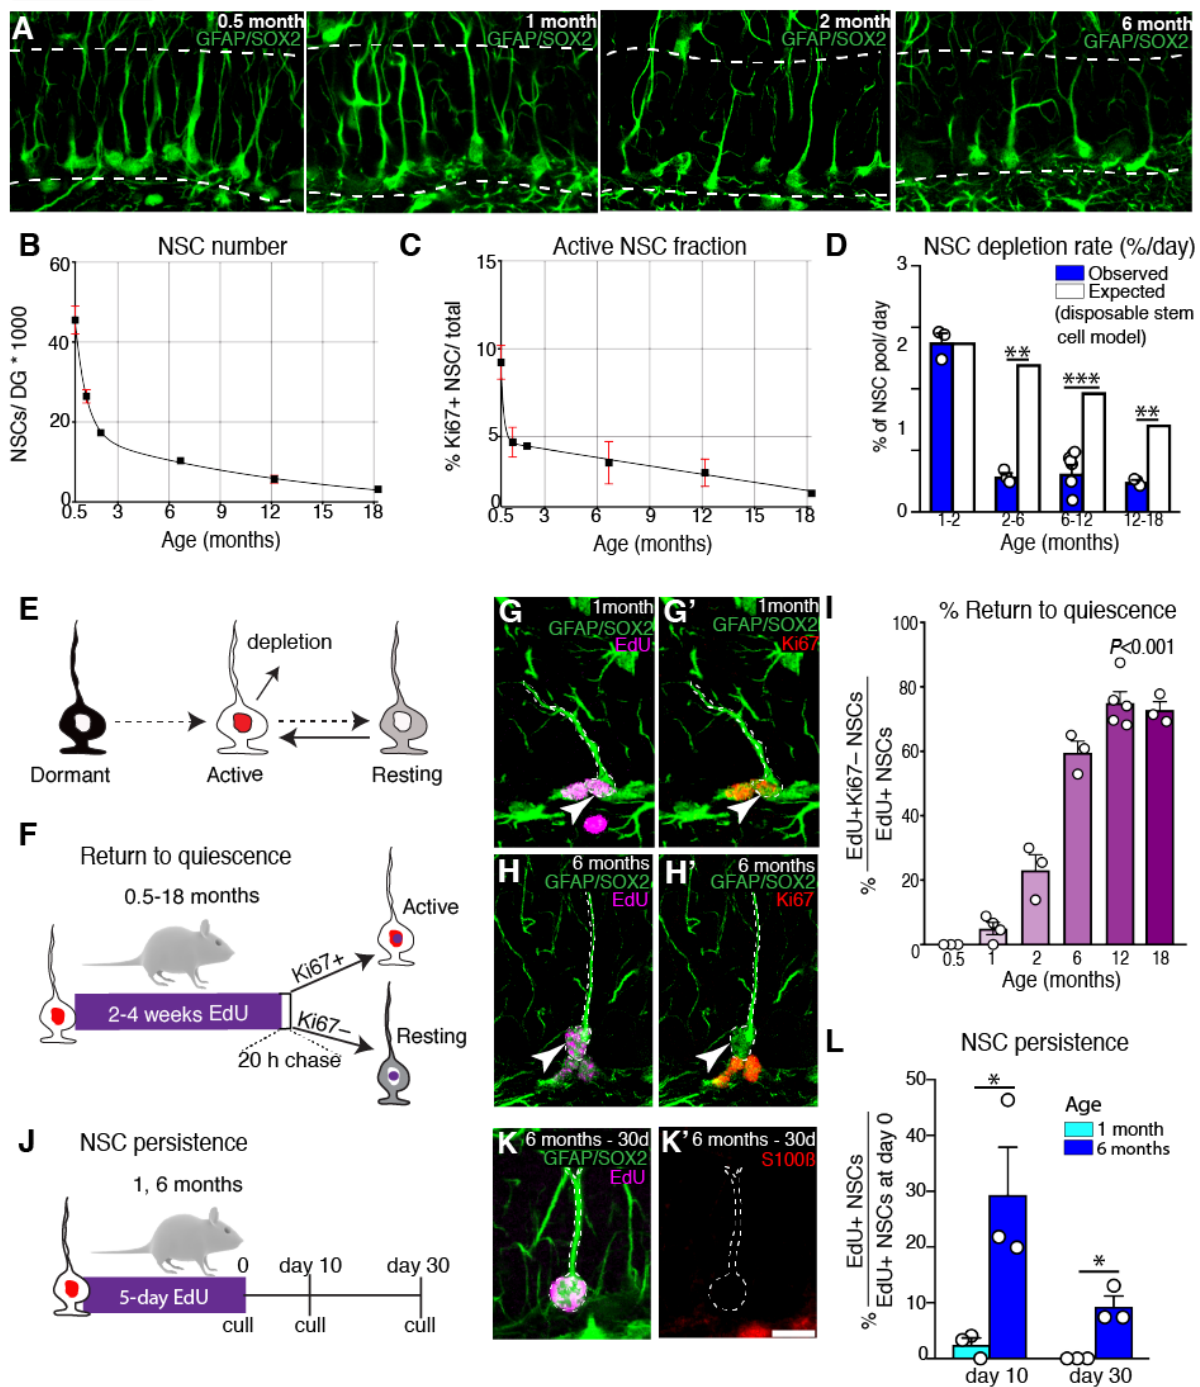 A
0.5 month
GFAP/SOX2
1 month
GFAP/SOX2
2 month
GFAP/SOX2
6 month
GFAP/SOX2
B
NSC number
NSCs/ DG * 1000
60
40
20
0
0.5 3 6 9 12 15 18
Age (months)
C
Active NSC fraction
% Ki67+ NSC/ total
15
10
5
0
0.5 3 6 9 12 15 18
Age (months)
D
NSC depletion rate (%/day)
Observed
Expected
(disposable stem
cell model)
% of NSC pool/day
3
2
1
0
**
***
**
1-2 2-6 6-12 12-18
Age (months)
E
depletion
Dormant
Active
Resting
F
Return to quiescence
0.5-18 months
2-4 weeks EdU
Ki67+
Ki67–
Active
Resting
20 h chase
G
1month
GFAP/SOX2
EdU
G’
1month
GFAP/SOX2
Ki67
H
6 months
GFAP/SOX2
EdU
H’
6 months
GFAP/SOX2
Ki67
I
% Return to quiescence
% EdU+Ki67– NSCs
EdU+ NSCs
100
80
60
40
20
0
P<0.001
0.5 1 2 6 12 18
Age (months)
J
NSC persistence
1, 6 months
5-day EdU
0
day 10
day 30
cull
cull
cull
K
6 months - 30d
GFAP/SOX2
EdU
K’
6 months - 30d
S100ß
L
NSC persistence
% EdU+ NSCs
EdU+ NSCs at day 0
50
40
30
20
10
0
*
*
Age
1 month
6 months
day 10
day 30